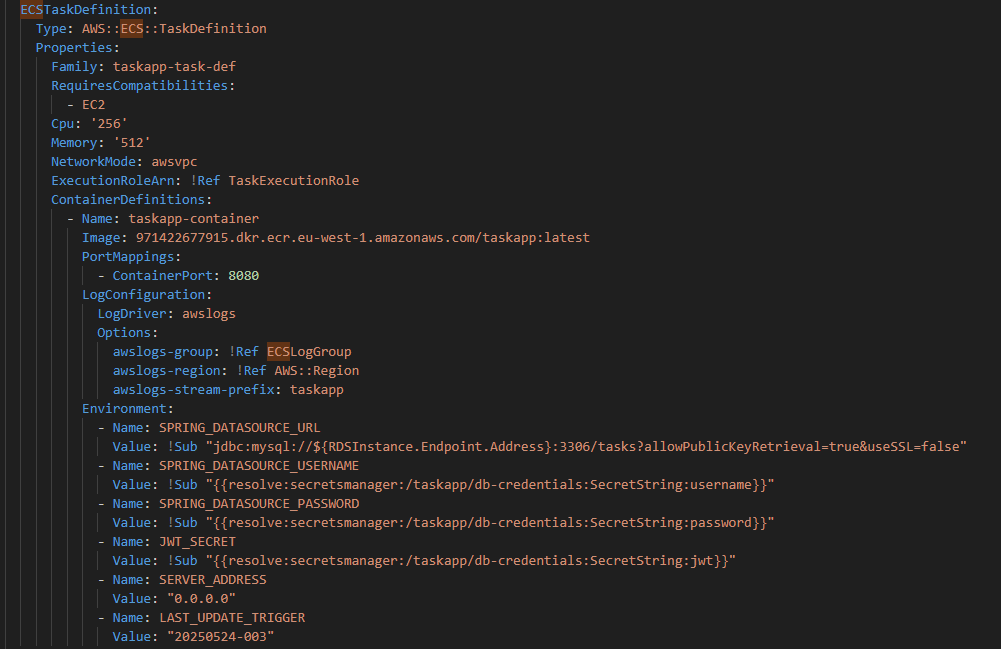 ECSTaskDefinition:
Type: AWS::ECS::TaskDefinition
Properties:
Family: taskapp-task-def
RequiresCompatibilities:
- EC2
Cpu: '256'
Memory: '512'
NetworkMode: awsvpc
ExecutionRoleArn: !Ref TaskExecutionRole
ContainerDefinitions:
- Name: taskapp-container
Image: 971422677915.dkr.ecr.eu-west-1.amazonaws.com/taskapp:latest
PortMappings:
- ContainerPort: 8080
LogConfiguration:
LogDriver: awslogs
Options:
awslogs-group: !Ref ECSLogGroup
awslogs-region: !Ref AWS::Region
awslogs-stream-prefix: taskapp
Environment:
- Name: SPRING_DATASOURCE_URL
Value: !Sub "jdbc:mysql://${RDSInstance.Endpoint.Address}:3306/tasks?allowPublicKeyRetrieval=true&useSSL=false"
- Name: SPRING_DATASOURCE_USERNAME
Value: !Sub "{{resolve:secretsmanager:/taskapp/db-credentials:SecretString:username}}"
- Name: SPRING_DATASOURCE_PASSWORD
Value: !Sub "{{resolve:secretsmanager:/taskapp/db-credentials:SecretString:password}}"
- Name: JWT_SECRET
Value: !Sub "{{resolve:secretsmanager:/taskapp/db-credentials:SecretString:jwt}}"
- Name: SERVER_ADDRESS
Value: "0.0.0.0"
- Name: LAST_UPDATE_TRIGGER
Value: "20250524-003"